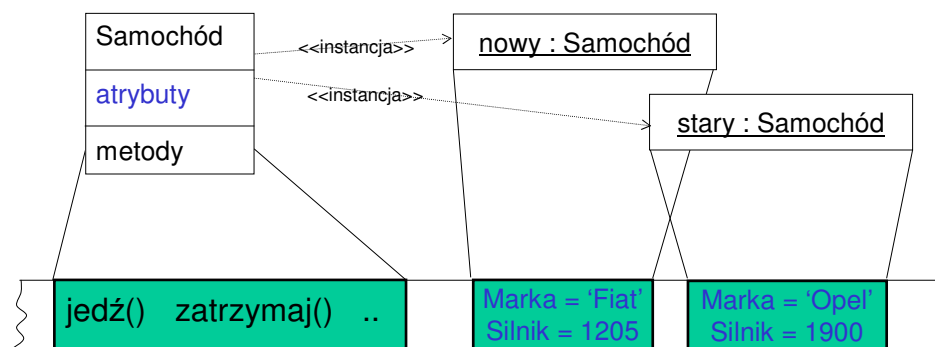 Samochód
atrybuty
metody
<<instancja>>
<<instancja>>
nowy : Samochód
stary : Samochód
jedź() zatrzymaj() ..
Marka = ‘Fiat’
Silnik = 1205
Marka = ‘Opel’
Silnik = 1900